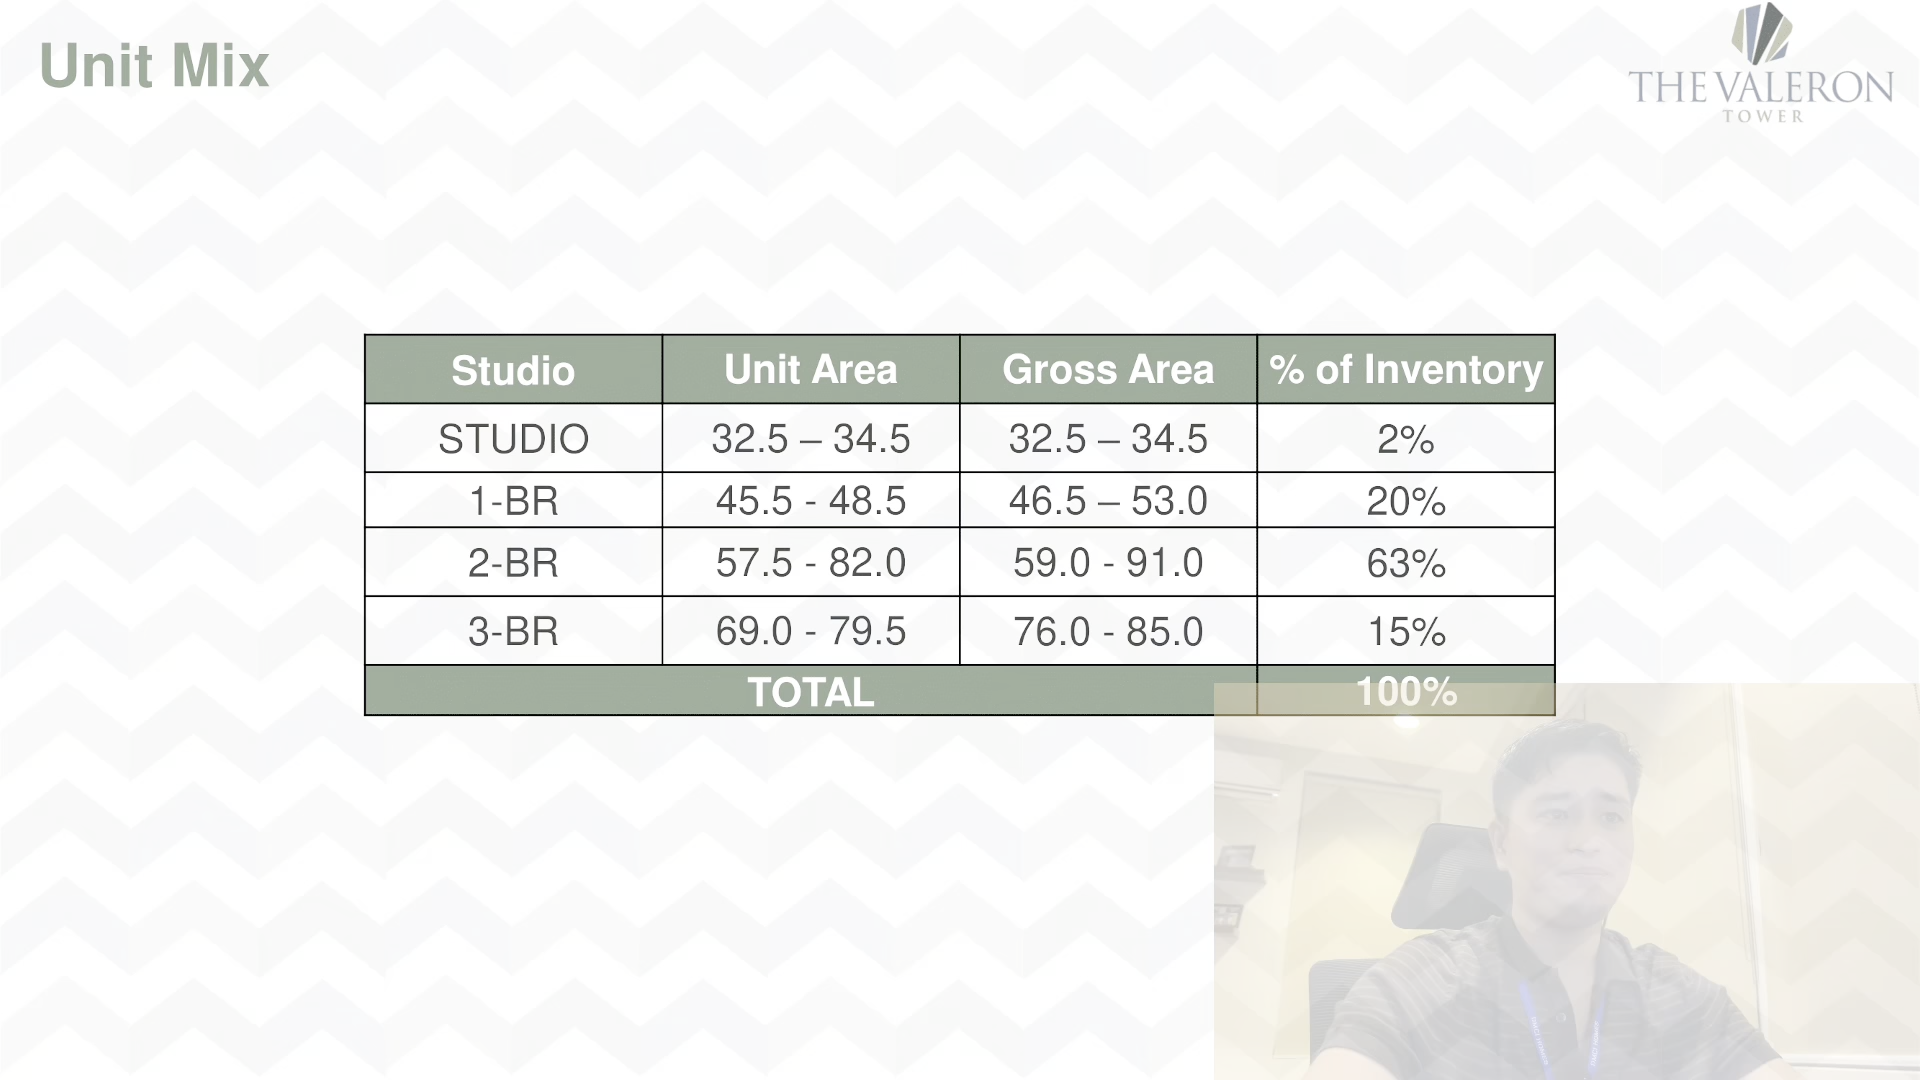 Unit Mix
THE VALERON
TOWER
Studio Unit Area Gross Area % of Inventory
STUDIO 32.5 – 34.5 32.5 – 34.5 2%
1-BR 45.5 - 48.5 46.5 – 53.0 20%
2-BR 57.5 - 82.0 59.0 - 91.0 63%
3-BR 69.0 - 79.5 76.0 - 85.0 15%
TOTAL 100%